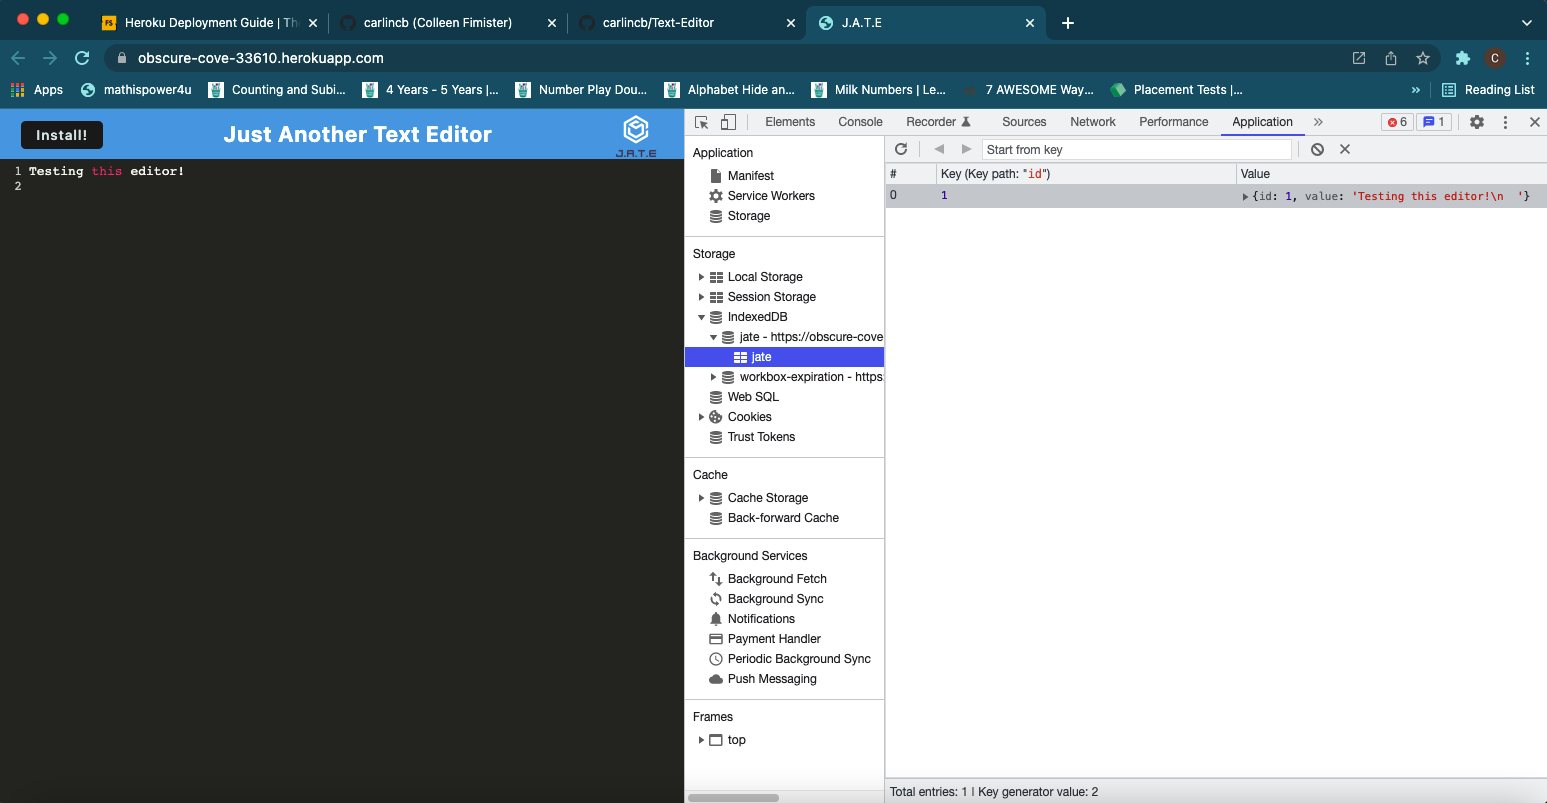 Heroku Deployment Guide | Th
carlincb (Colleen Fimister)
carlincb/Text-Editor
J.A.T.E
obscure-cove-33610.herokuapp.com
C
Apps
mathispower4u
Counting and Subi...
4 Years - 5 Years |...
Number Play Dou...
Alphabet Hide an...
Milk Numbers | Le...
7 AWESOME Way...
Placement Tests |...
»
Reading List
Install!
Just Another Text Editor
J.A.T.E
1 Testing this editor!
2
Elements
Console
Recorder
Sources
Network
Performance
Application
»
6
1
Application
Manifest
Service Workers
Storage
Storage
Local Storage
Session Storage
IndexedDB
jate - https://obscure-cove
jate
workbox-expiration - https:
Web SQL
Cookies
Trust Tokens
Cache
Cache Storage
Back-forward Cache
Background Services
Background Fetch
Background Sync
Notifications
Payment Handler
Periodic Background Sync
Push Messaging
Frames
top
Start from key
# Key (Key path: "id") Value
0 1 {id: 1, value: 'Testing this editor!\n  '}
Total entries: 1 | Key generator value: 2